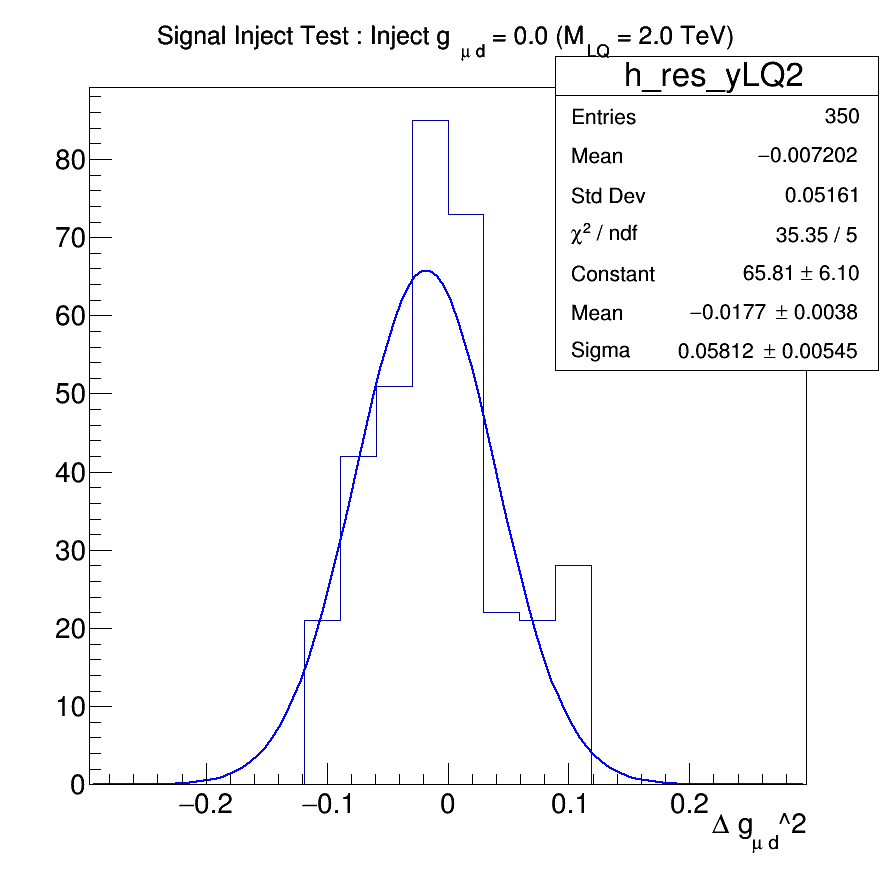 Signal Inject Test : Inject g μ d = 0.0 (M LQ = 2.0 TeV)
h_res_yLQ2
Entries 350
Mean −0.007202
Std Dev 0.05161
χ² / ndf 35.35 / 5
Constant 65.81 ± 6.10
Mean −0.0177 ± 0.0038
Sigma 0.05812 ± 0.00545
80
70
60
50
40
30
20
10
0
−0.2 −0.1 0 0.1 0.2
Δ g μ d ^2